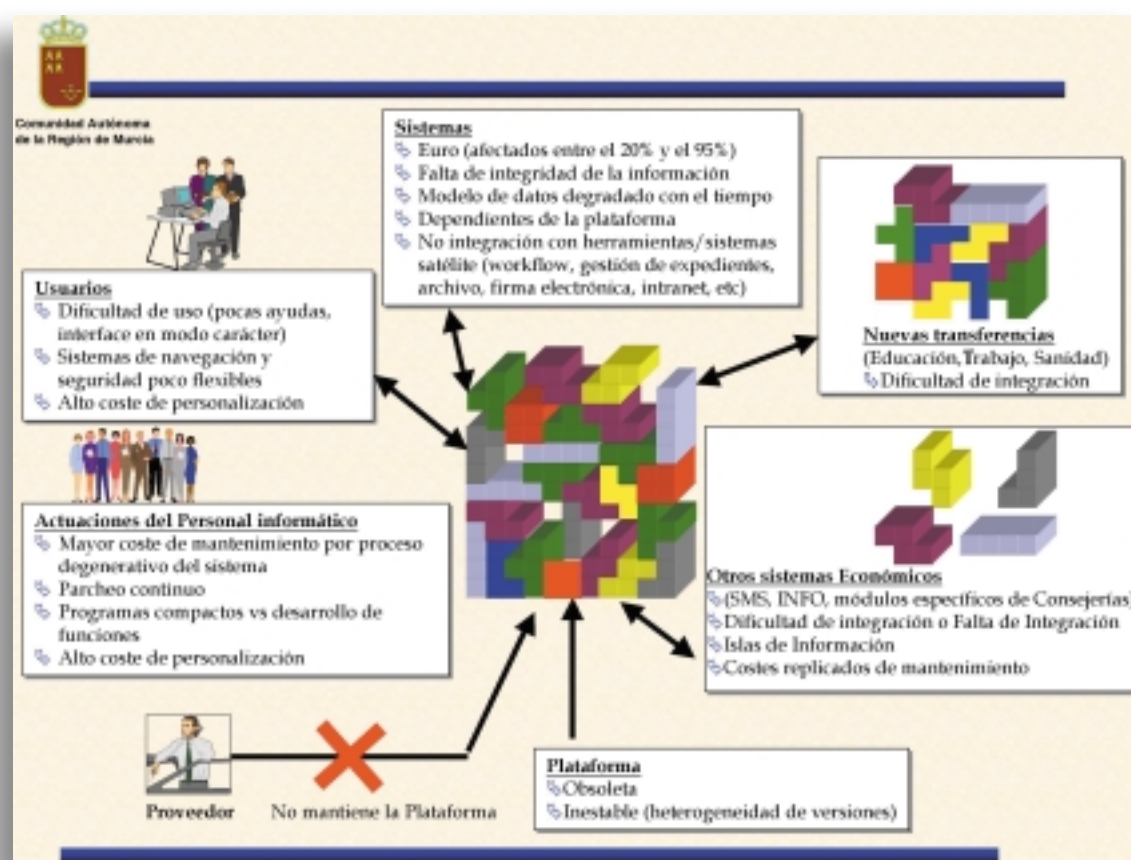 Comunidad Autónoma
de la Región de Murcia
Sistemas
Euro (afectados entre el 20% y el 95%)
Falta de integridad de la información
Modelo de datos degradado con el tiempo
Dependientes de la plataforma
No integración con herramientas/sistemas
satélite (workflow, gestión de expedientes,
archivo, firma electrónica, intranet, etc)
Usuarios
Dificultad de uso (pocas ayudas,
interface en modo carácter)
Sistemas de navegación y
seguridad poco flexibles
Alto coste de personalización
Nuevas transferencias
(Educación,Trabajo, Sanidad)
Dificultad de integración
Actuaciones del Personal informático
Mayor coste de mantenimiento por proceso
degenerativo del sistema
Parcheo continuo
Programas compactos vs desarrollo de
funciones
Alto coste de personalización
Otros sistemas Económicos
(SMS, INFO, módulos específicos de Consejerías)
Dificultad de integración o Falta de Integración
Islas de Información
Costes replicados de mantenimiento
Proveedor
No mantiene la Plataforma
Plataforma
Obsoleta
Inestable (heterogeneidad de versiones)